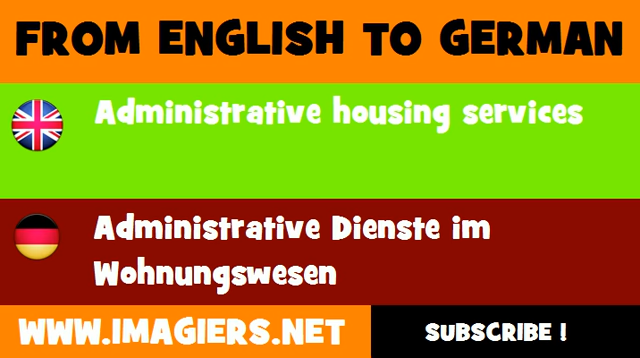 FROM ENGLISH TO GERMAN
Administrative housing services
Administrative Dienste im
Wohnungswesen
WWW.IMAGIERS.NET
SUBSCRIBE !